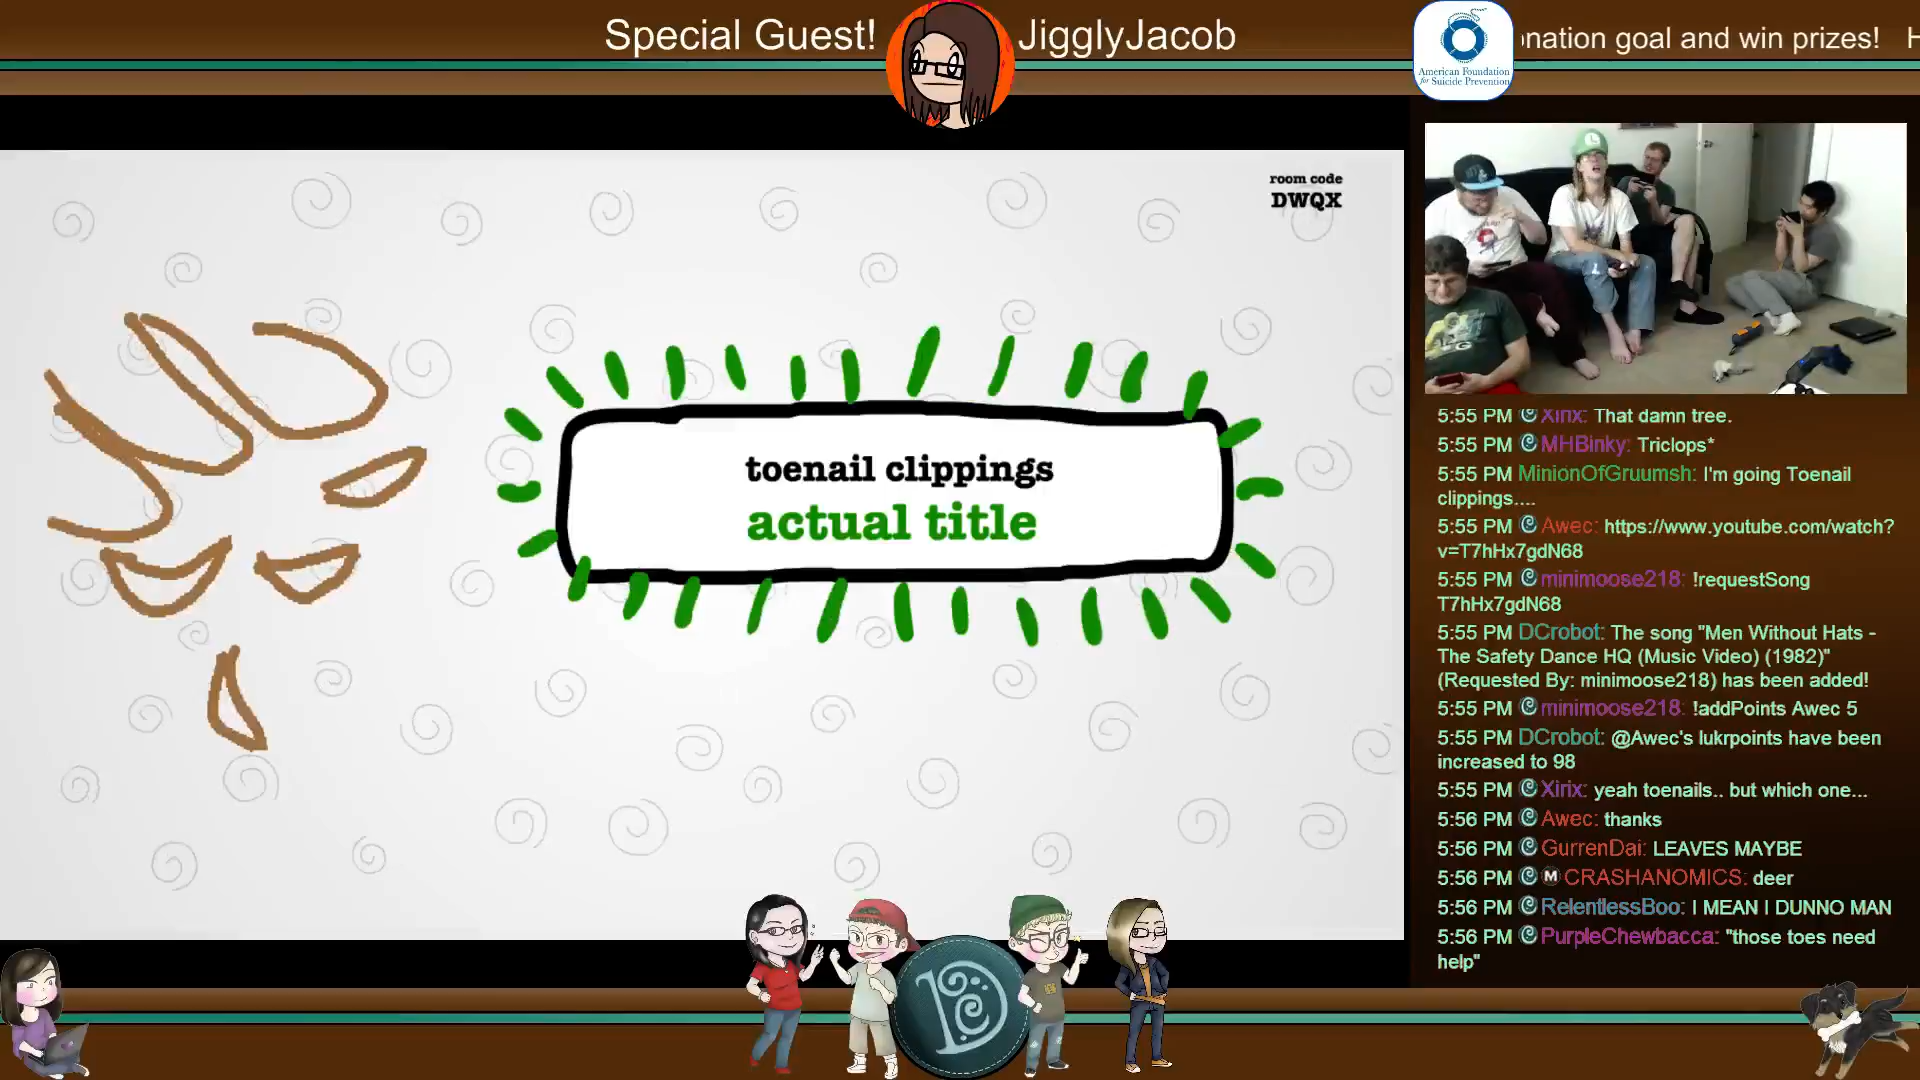 Special Guest!
JigglyJacob
onation goal and win prizes!
H
American Foundation
for Suicide Prevention
room code
DWQX
toenail clippings
actual title
5:55 PM Xirix: That damn tree.
5:55 PM MHBinky: Triclops*
5:55 PM MinionOfGruumsh: I'm going Toenail
clippings....
5:55 PM Awec: https://www.youtube.com/watch?
v=T7hHx7gdN68
5:55 PM minimoose218: !requestSong
T7hHx7gdN68
5:55 PM DCrobot: The song "Men Without Hats -
The Safety Dance HQ (Music Video) (1982)"
(Requested By: minimoose218) has been added!
5:55 PM minimoose218: !addPoints Awec 5
5:55 PM DCrobot: @Awec's lukrpoints have been
increased to 98
5:55 PM Xirix: yeah toenails.. but which one...
5:56 PM Awec: thanks
5:56 PM GurrenDai: LEAVES MAYBE
5:56 PM M CRASHANOMICS: deer
5:56 PM RelentlessBoo: I MEAN I DUNNO MAN
5:56 PM PurpleChewbacca: "those toes need
help"